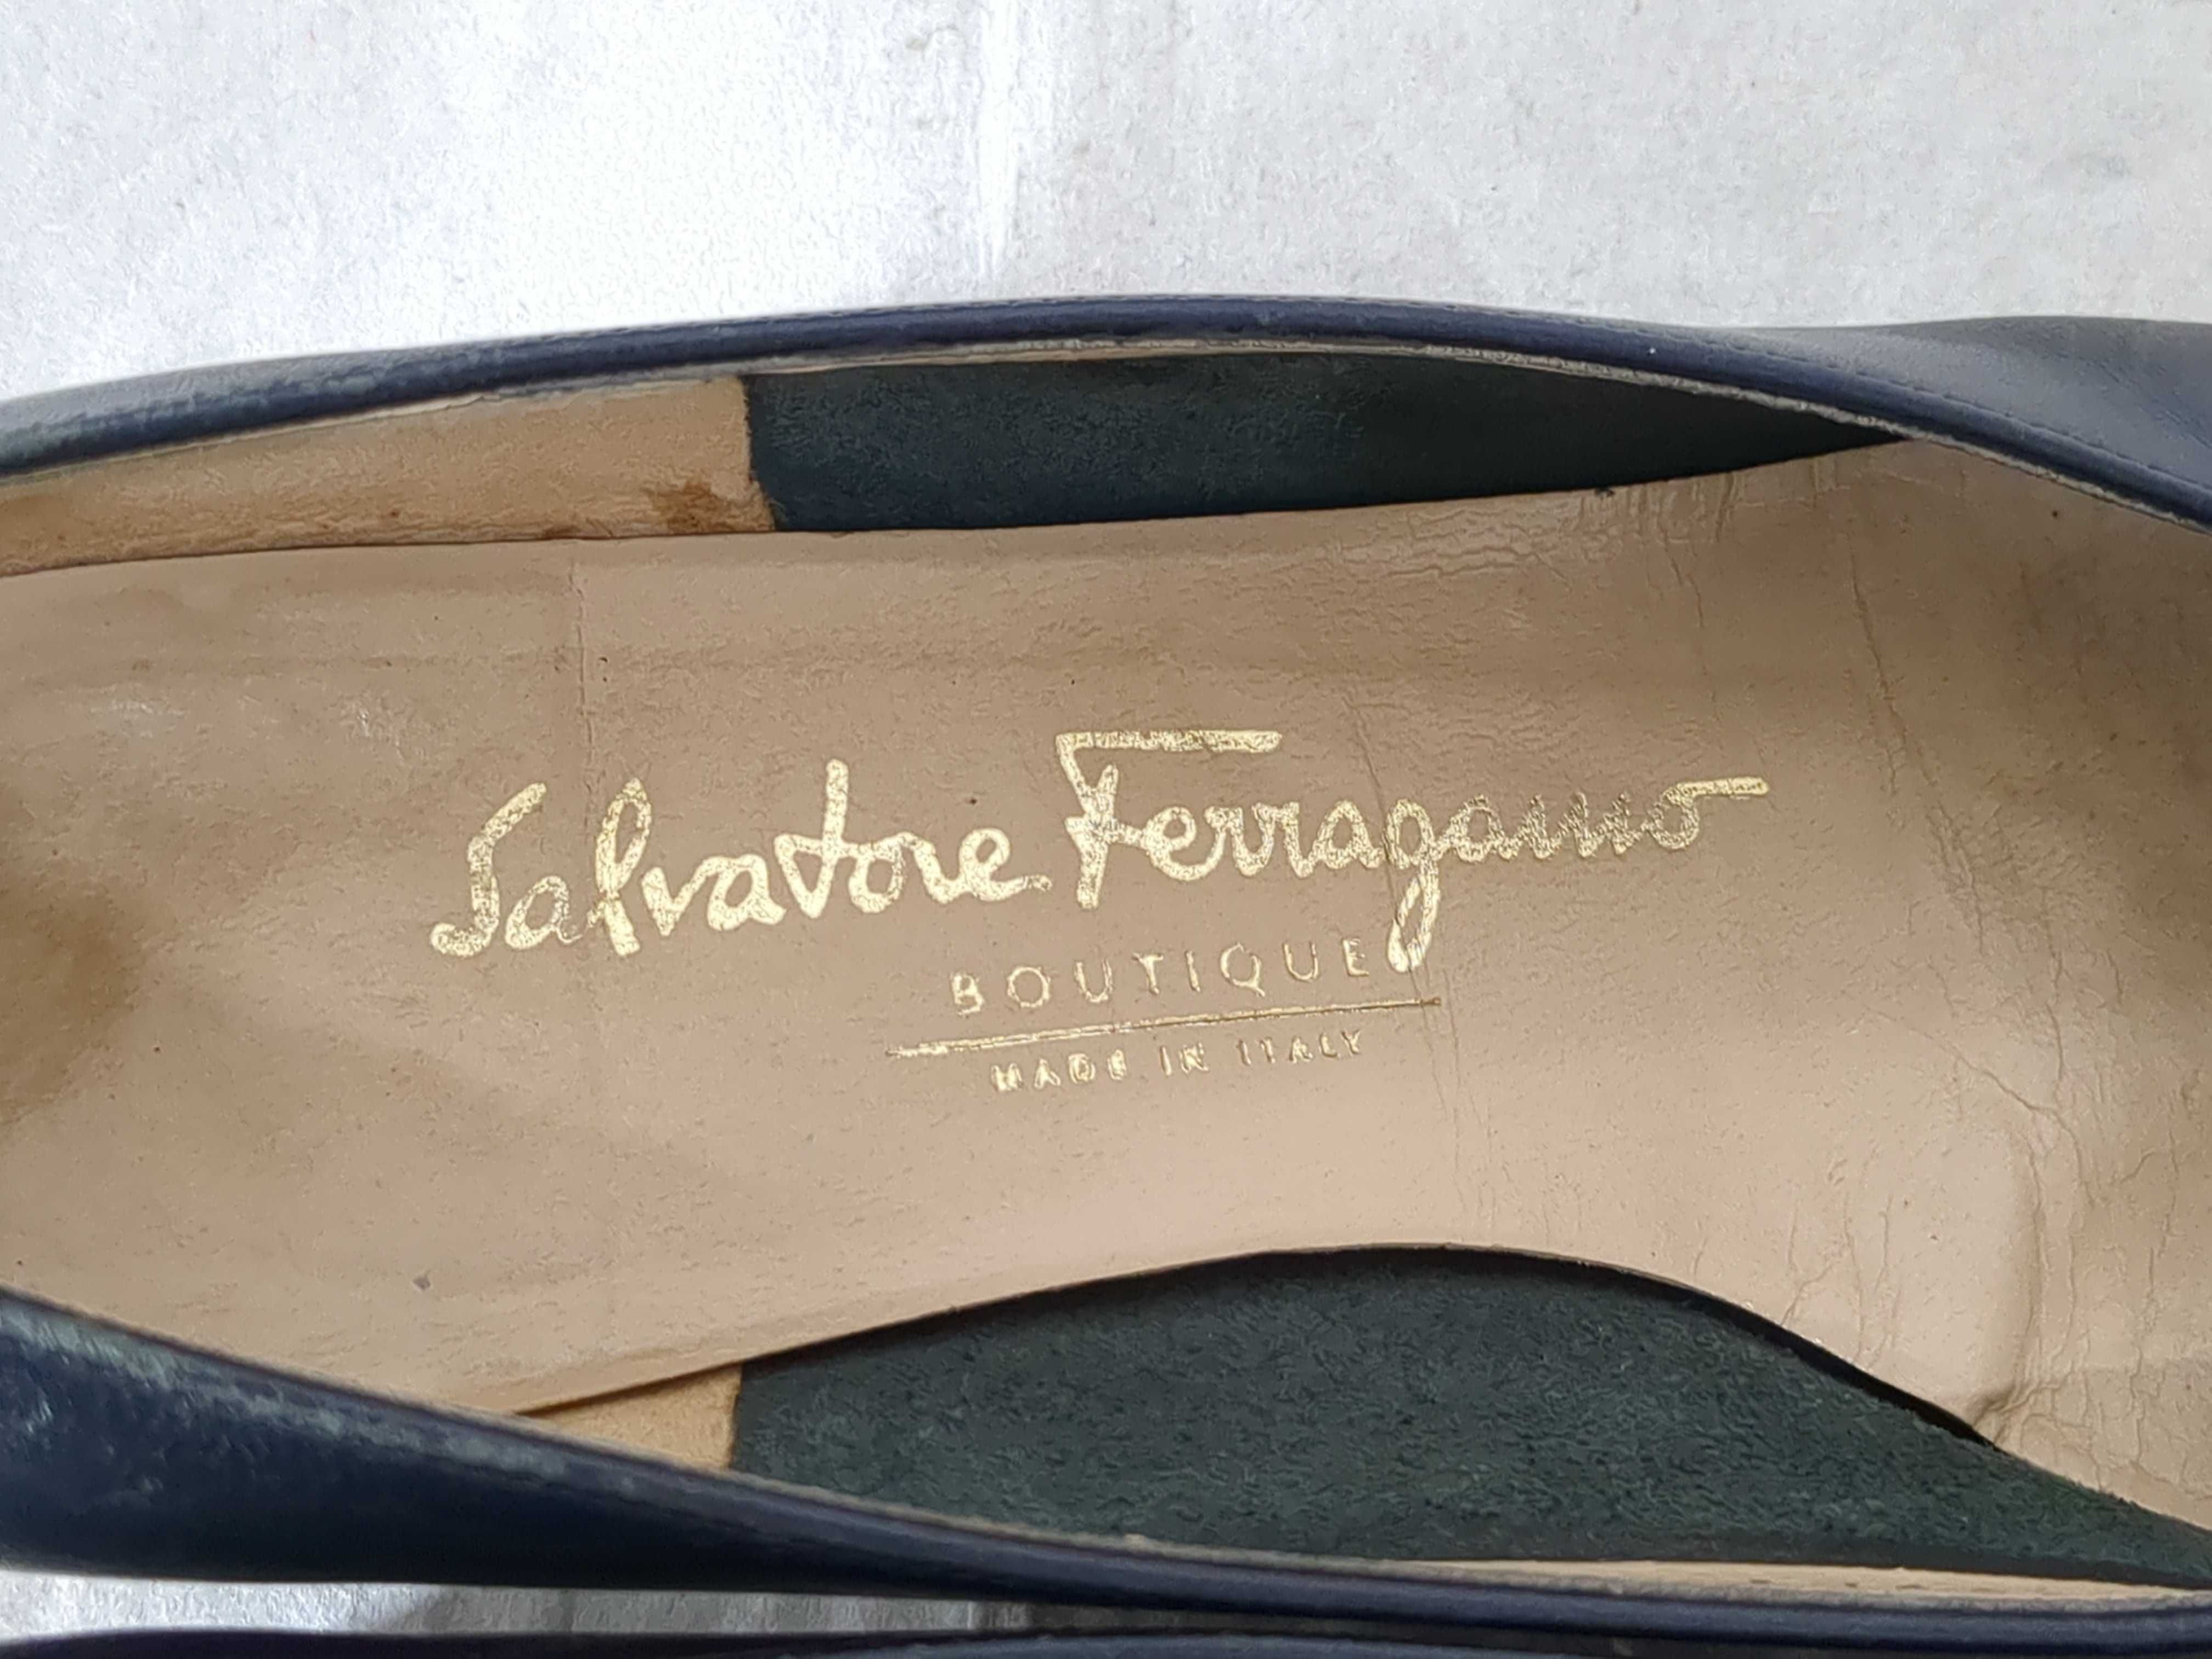 Salvatore Ferragamo
BOUTIQUE
MADE IN ITALY